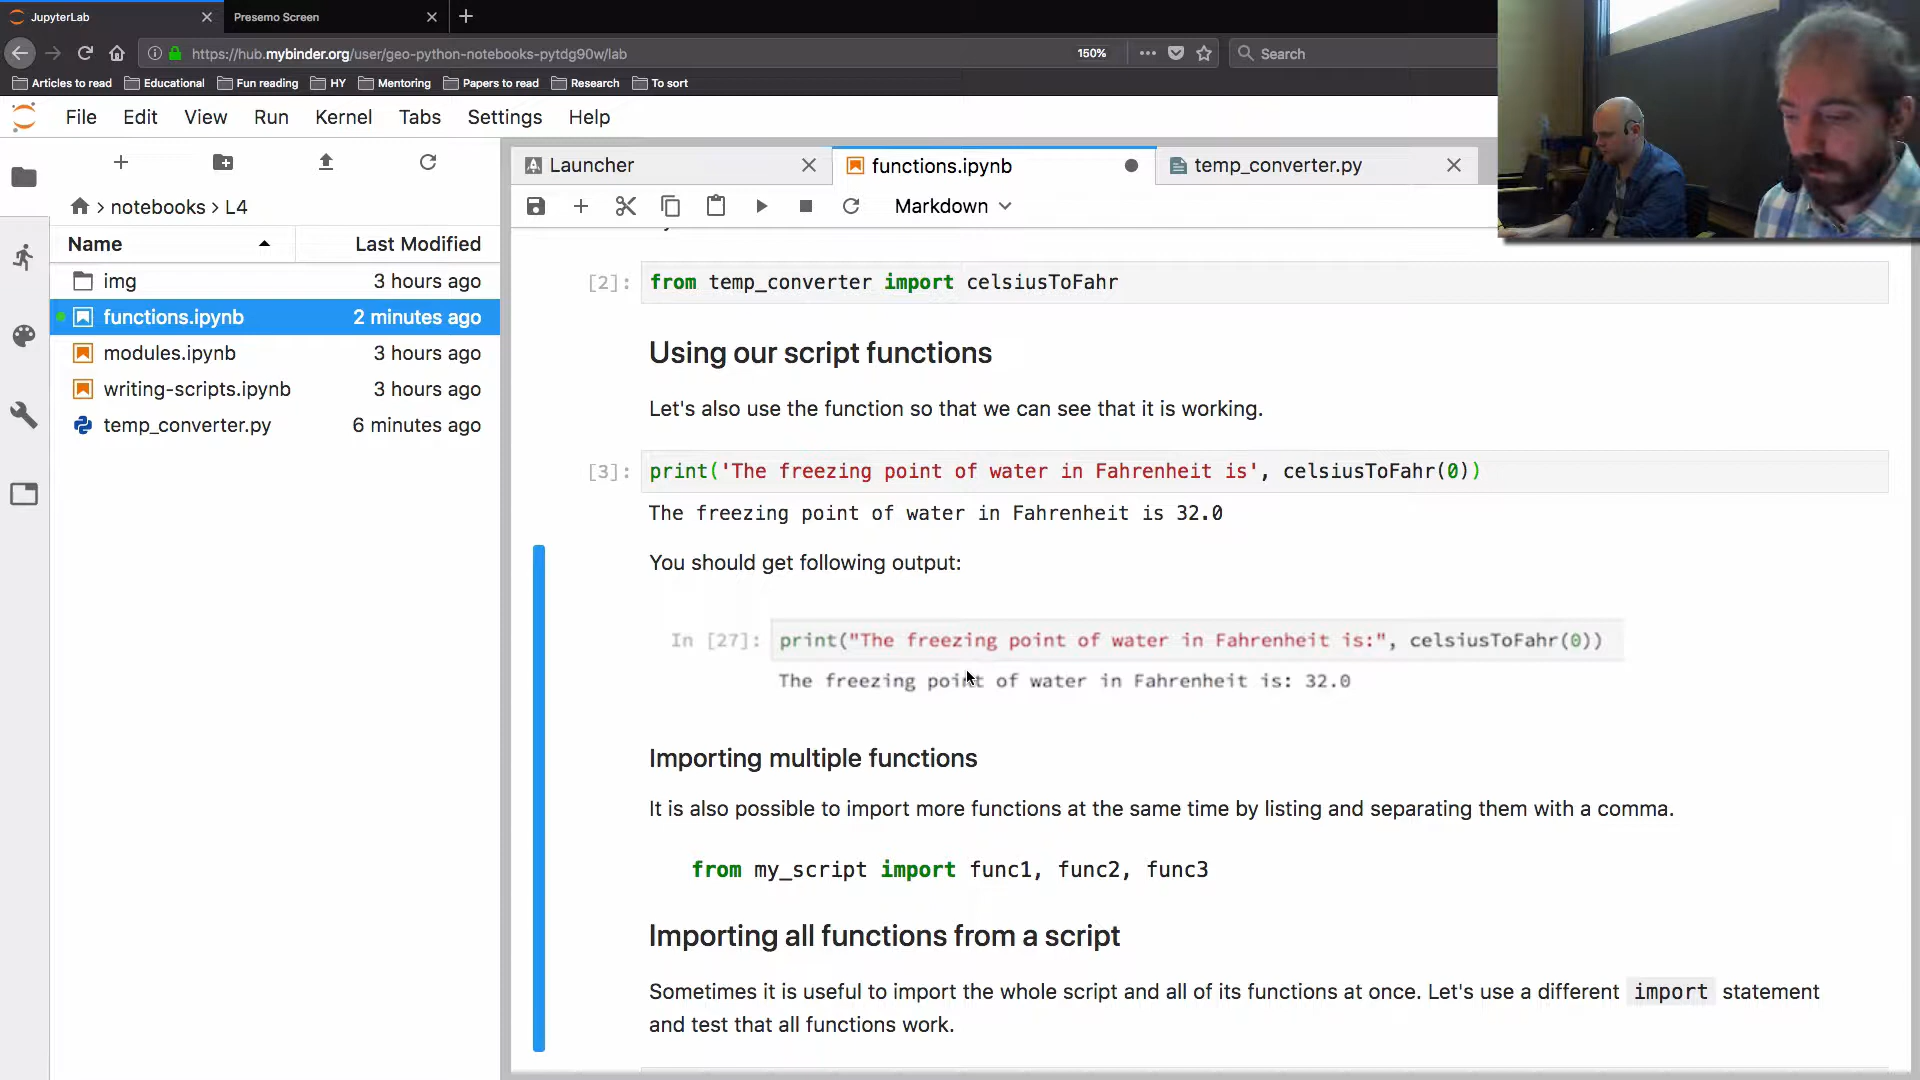 JupyterLab
Presemo Screen
https://hub.mybinder.org/user/geo-python-notebooks-pytdg90w/lab
150%
Search
Articles to read
Educational
Fun reading
HY
Mentoring
Papers to read
Research
To sort
File
Edit
View
Run
Kernel
Tabs
Settings
Help
Launcher
functions.ipynb
temp_converter.py
Markdown
notebooks
L4
Name
Last Modified
img
3 hours ago
functions.ipynb
2 minutes ago
modules.ipynb
3 hours ago
writing-scripts.ipynb
3 hours ago
temp_converter.py
6 minutes ago
[2]:
from temp_converter import celsiusToFahr
Using our script functions
Let's also use the function so that we can see that it is working.
[3]:
print('The freezing point of water in Fahrenheit is', celsiusToFahr(0))
The freezing point of water in Fahrenheit is 32.0
You should get following output:
In [27]:
print("The freezing point of water in Fahrenheit is:", celsiusToFahr(0))
The freezing point of water in Fahrenheit is: 32.0
Importing multiple functions
It is also possible to import more functions at the same time by listing and separating them with a comma.
from my_script import func1, func2, func3
Importing all functions from a script
Sometimes it is useful to import the whole script and all of its functions at once. Let's use a different import statement
and test that all functions work.